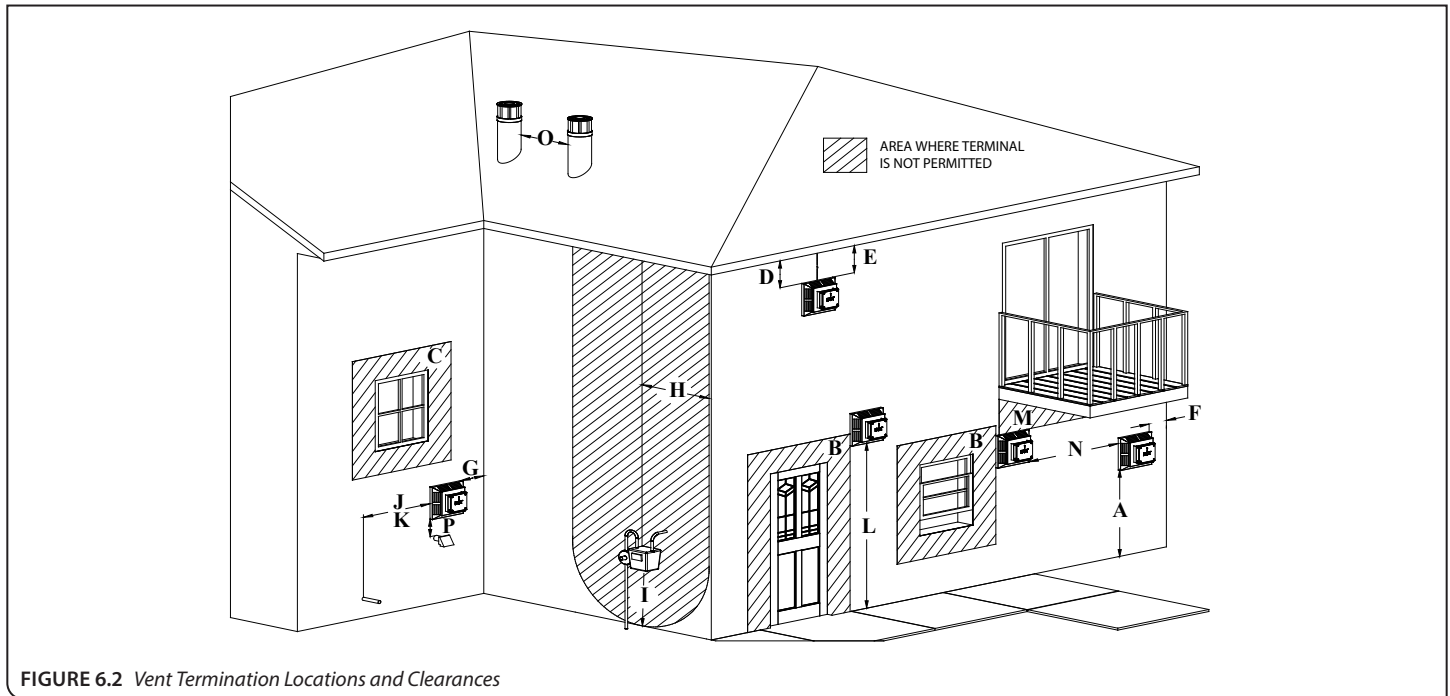 O
AREA WHERE TERMINAL
IS NOT PERMITTED
D
E
C
H
F
M
B
B
N
G
J
K
P
L
A
I
FIGURE 6.2 Vent Termination Locations and Clearances